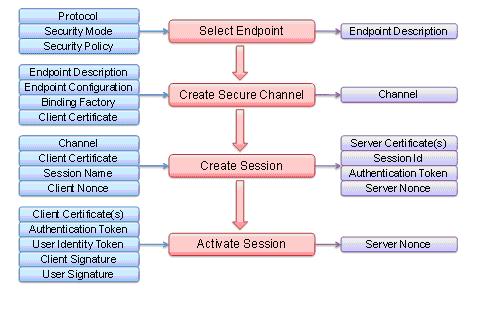 Protocol
Security Mode
Security Policy
Select Endpoint
Endpoint Description
Endpoint Description
Endpoint Configuration
Binding Factory
Client Certificate
Create Secure Channel
Channel
Channel
Client Certificate
Session Name
Client Nonce
Create Session
Server Certificate(s)
Session Id
Authentication Token
Server Nonce
Client Certificate(s)
Authentication Token
User Identity Token
Client Signature
User Signature
Activate Session
Server Nonce